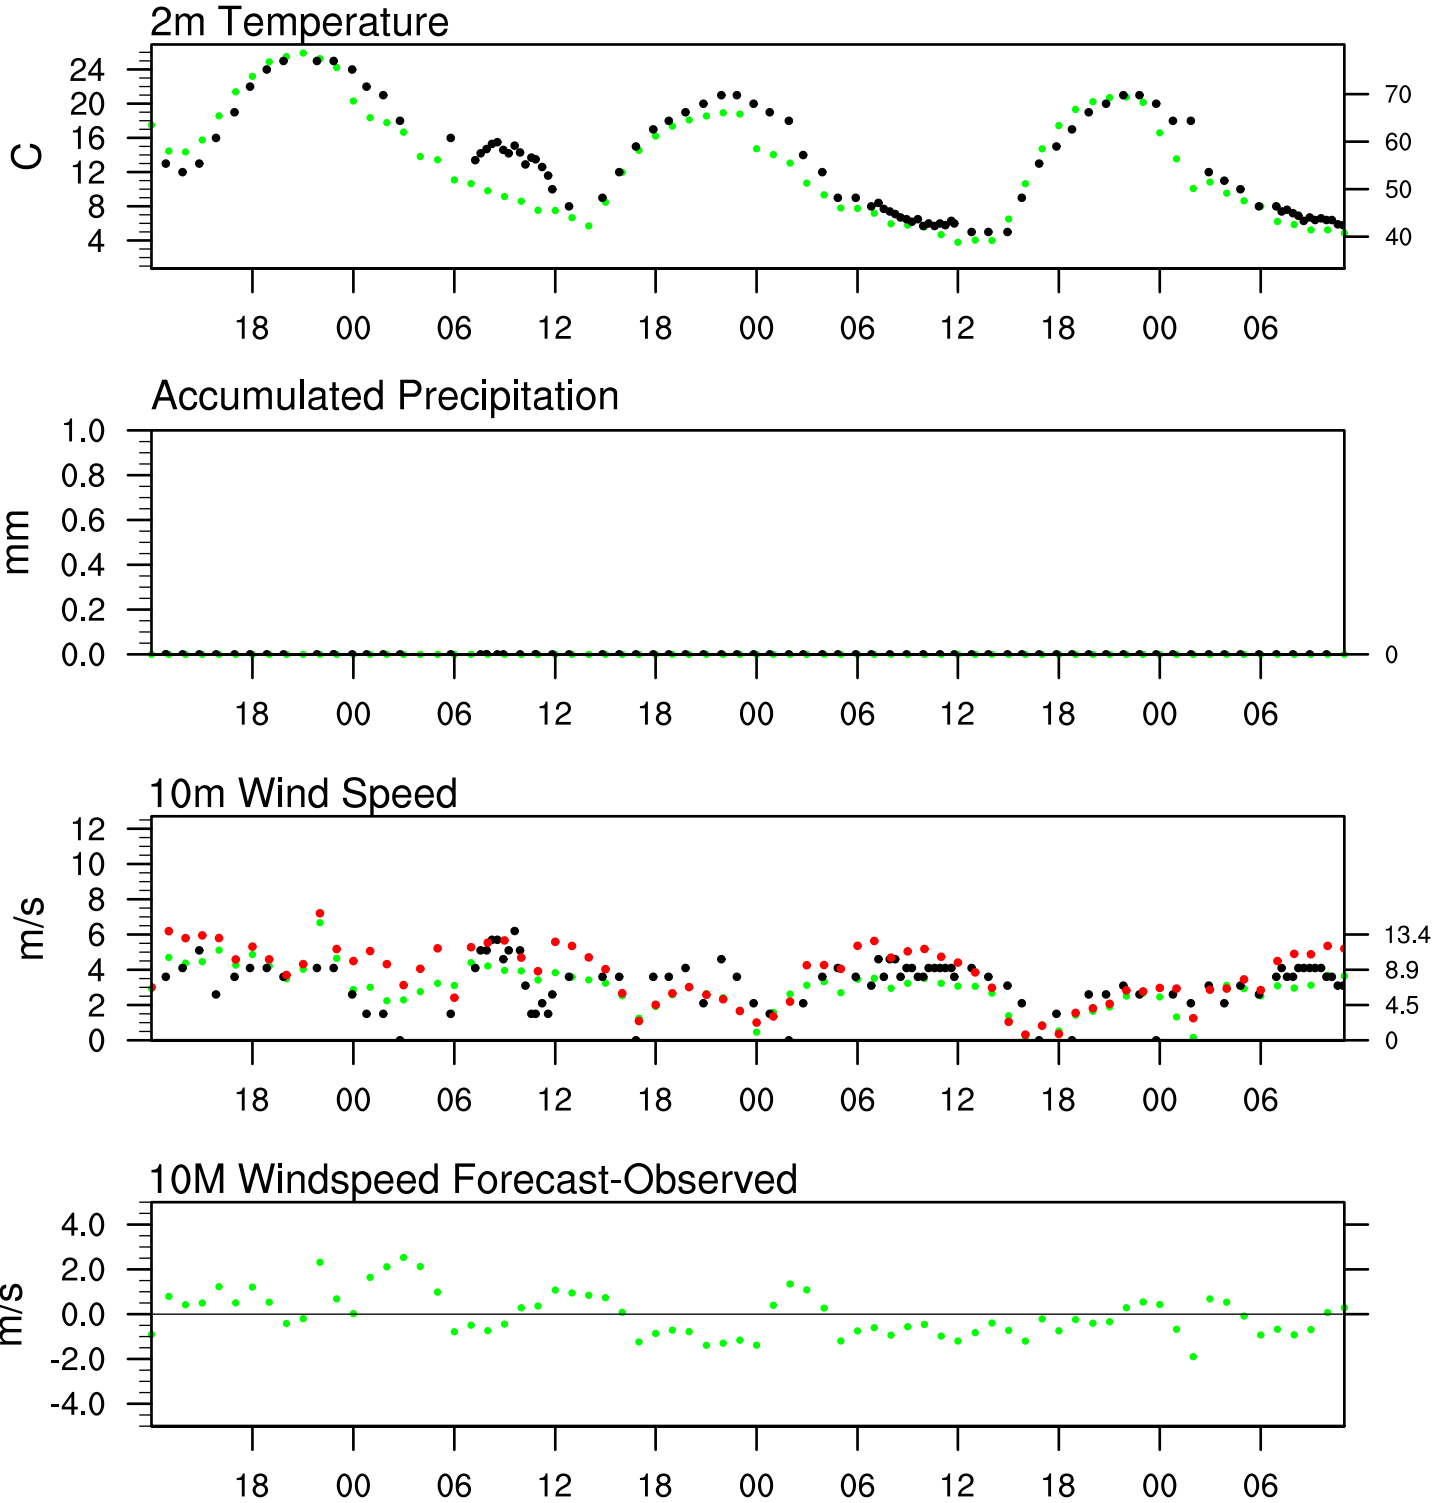 2m Temperature
C
24
20
16
12
8
4
70
60
50
40
18 00 06 12 18 00 06 12 18 00 06
Accumulated Precipitation
mm
1.0
0.8
0.6
0.4
0.2
0.0
0
18 00 06 12 18 00 06 12 18 00 06
10m Wind Speed
m/s
12
10
8
6
4
2
0
13.4
8.9
4.5
0
18 00 06 12 18 00 06 12 18 00 06
10M Windspeed Forecast-Observed
m/s
4.0
2.0
0.0
-2.0
-4.0
18 00 06 12 18 00 06 12 18 00 06